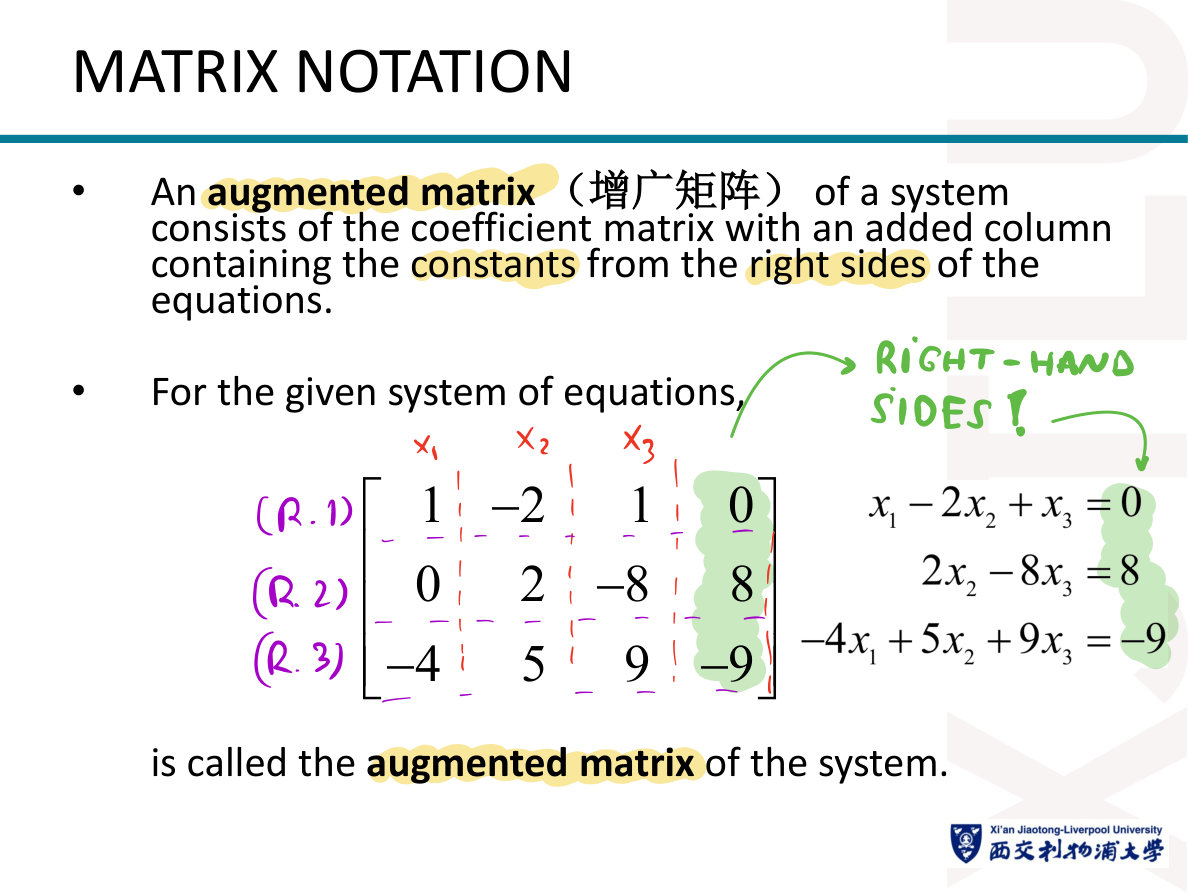 MATRIX NOTATION
• An augmented matrix （增广矩阵） of a system
consists of the coefficient matrix with an added column
containing the constants from the right sides of the
equations.
RIGHT-HAND
SIDES!
• For the given system of equations,
x₁ x₂ x₃
(R.1) 1 −2 1 0
(R.2) 0 2 −8 8
(R.3) −4 5 9 −9
x₁ − 2x₂ + x₃ = 0
2x₂ − 8x₃ = 8
−4x₁ + 5x₂ + 9x₃ = −9
is called the augmented matrix of the system.
Xi'an Jiaotong-Liverpool University
西交利物浦大学
XJTLU